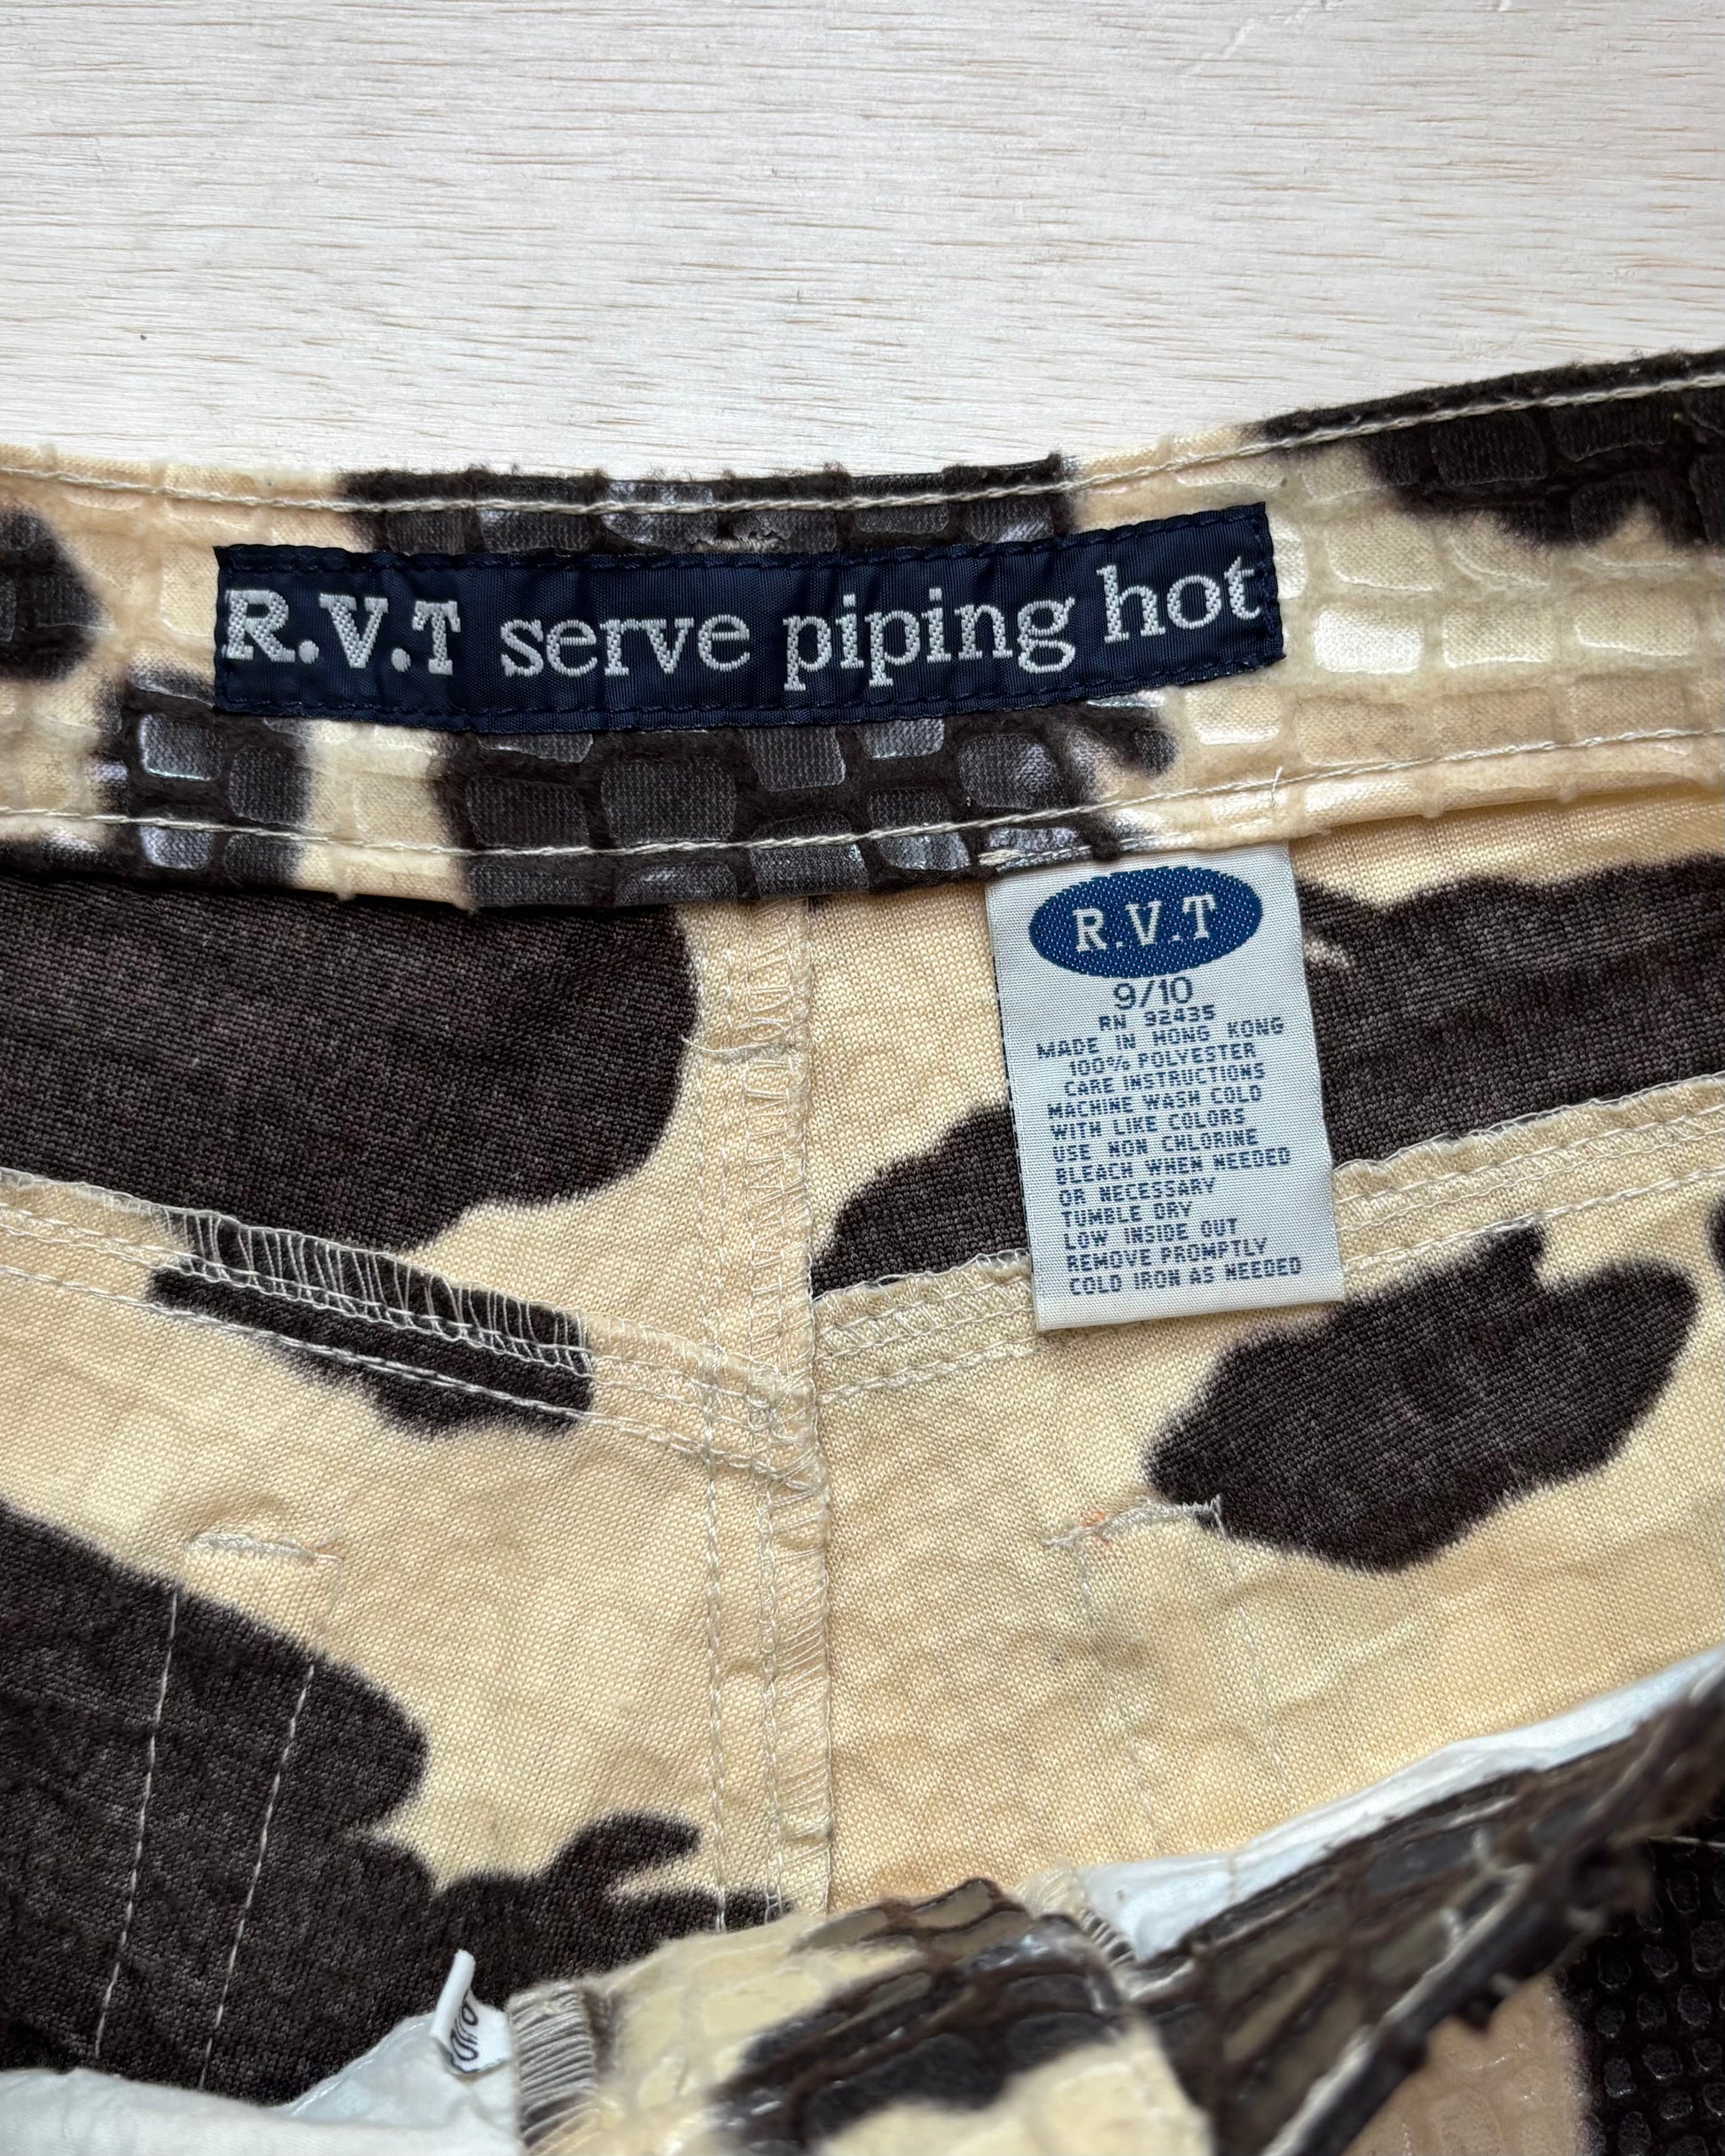 R.V.T serve piping hot
R.V.T
9/10
RN 92435
MADE IN HONG KONG
100% POLYESTER
CARE INSTRUCTIONS
MACHINE WASH COLD
WITH LIKE COLORS
USE NON CHLORINE
BLEACH WHEN NEEDED
OR NECESSARY
TUMBLE DRY
LOW INSIDE OUT
REMOVE PROMPTLY
COLD IRON AS NEEDED